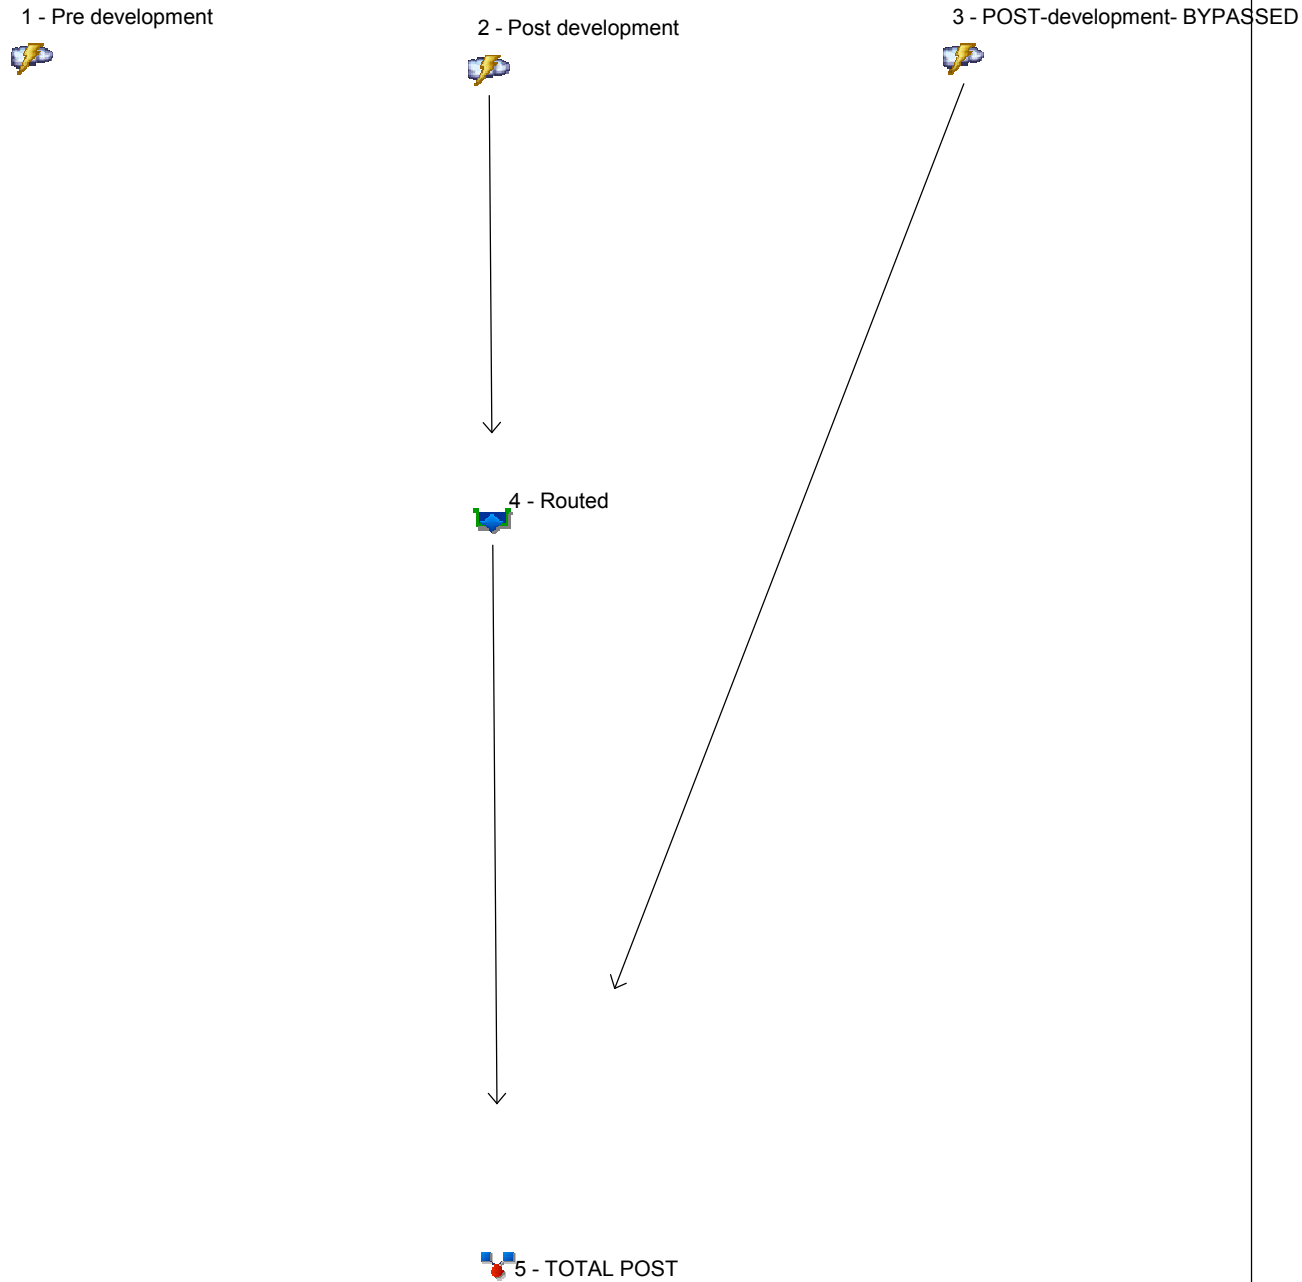 1 - Pre development
2 - Post development
3 - POST-development- BYPASSED
4 - Routed
5 - TOTAL POST